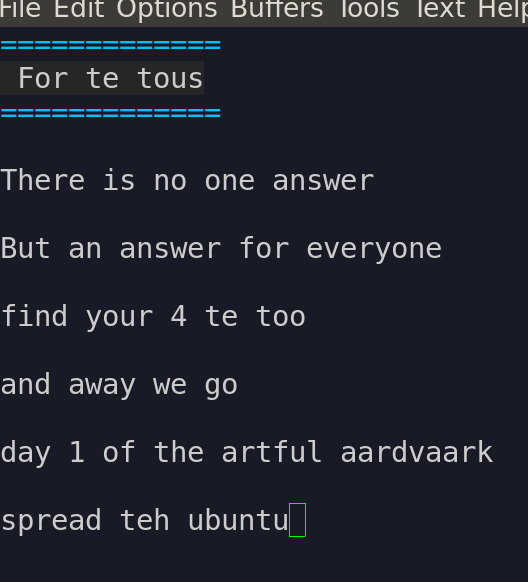 File Edit Options Buffers Tools Text Help
=============
For te tous
=============
There is no one answer
But an answer for everyone
find your 4 te too
and away we go
day 1 of the artful aardvaark
spread teh ubuntu